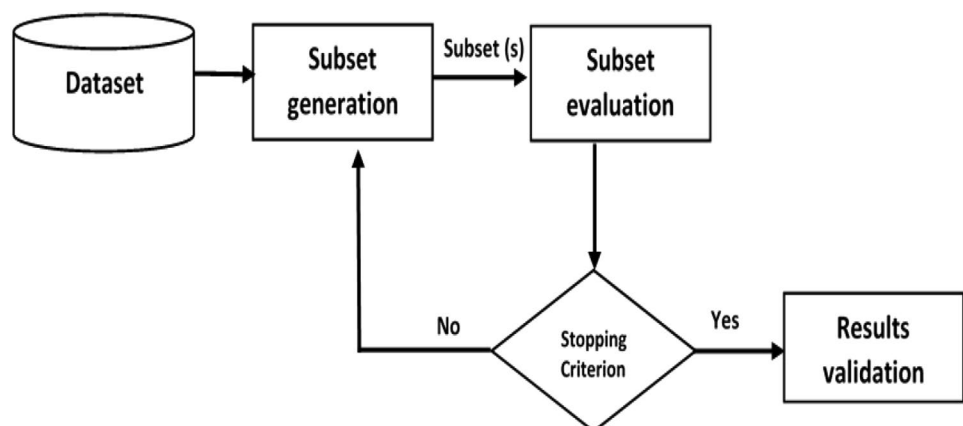 Dataset
Subset
generation
Subset (s)
Subset
evaluation
No
Stopping
Criterion
Yes
Results
validation